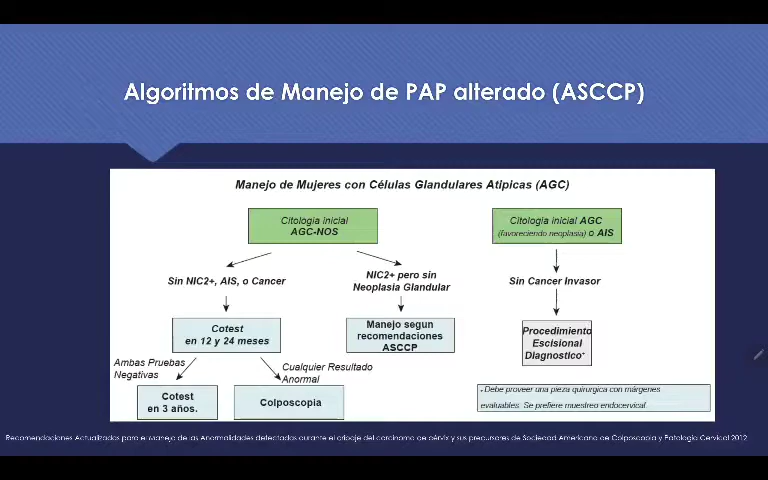 Algoritmos de Manejo de PAP alterado (ASCCP)
Manejo de Mujeres con Células Glandulares Atipicas (AGC)
Citologia inicial
AGC-NOS
Citologia inicial AGC
(favoreciendo neoplasia) o AIS
Sin NIC2+, AIS, o Cancer
NIC2+ pero sin
Neoplasia Glandular
Sin Cancer Invasor
Cotest
en 12 y 24 meses
Manejo segun
recomendaciones
ASCCP
Procedimiento
Escisional
Diagnostico+
Ambas Pruebas
Negativas
Cualquier Resultado
Anormal
Cotest
en 3 años.
Colposcopia
+ Debe proveer una pieza quirurgica con márgenes
evaluables. Se prefiere muestreo endocervical
Recomendaciones Actualizadas para el Manejo de las Anormalidades detectadas durante el cribaje del carcinoma de cérvix y sus precursores de Sociedad Americana de Colposcopia y Patologia Cervical 2012